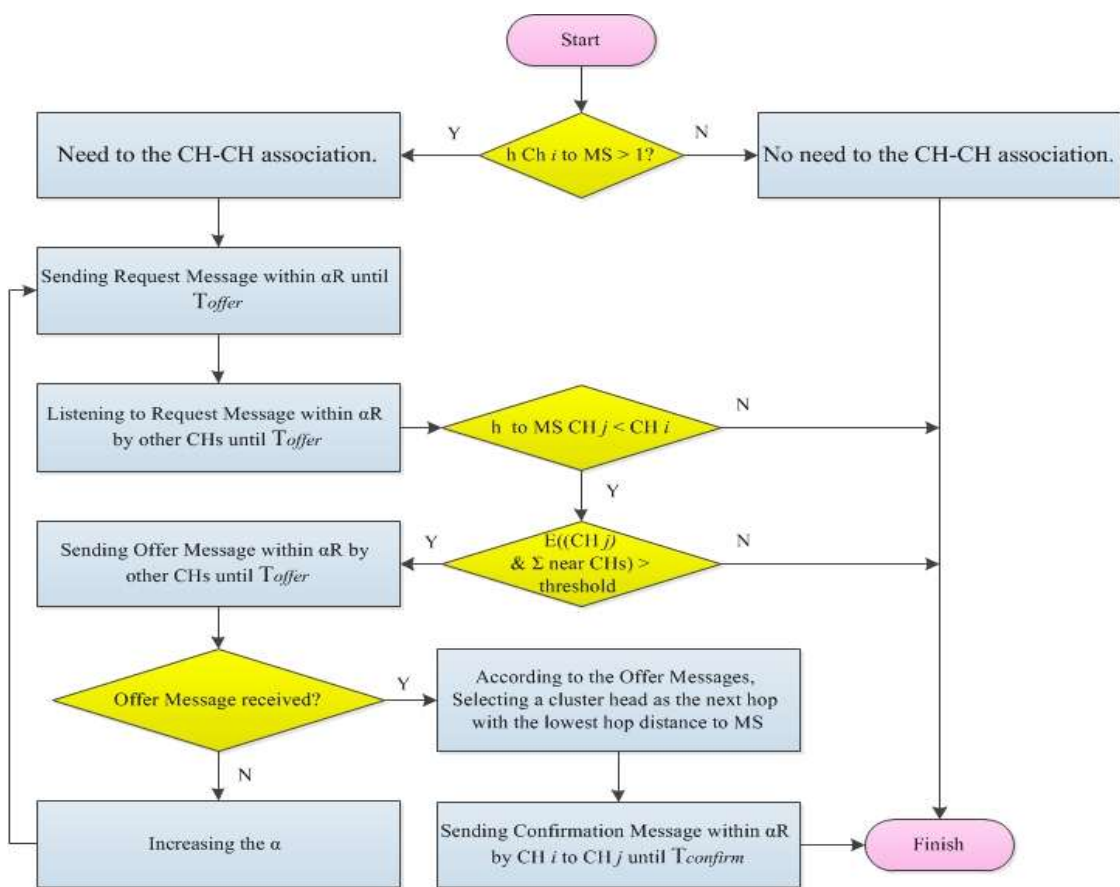 Start
Y
h Ch i to MS > 1?
N
Need to the CH-CH association.
No need to the CH-CH association.
Sending Request Message within αR until
Toffer
Listening to Request Message within αR
by other CHs until Toffer
h to MS CH j < CH i
N
Y
Sending Offer Message within αR by
other CHs until Toffer
Y
E((CH j)
& Σ near CHs) >
threshold
N
Offer Message received?
Y
According to the Offer Messages,
Selecting a cluster head as the next hop
with the lowest hop distance to MS
N
Increasing the α
Sending Confirmation Message within αR
by CH i to CH j until Tconfirm
Finish